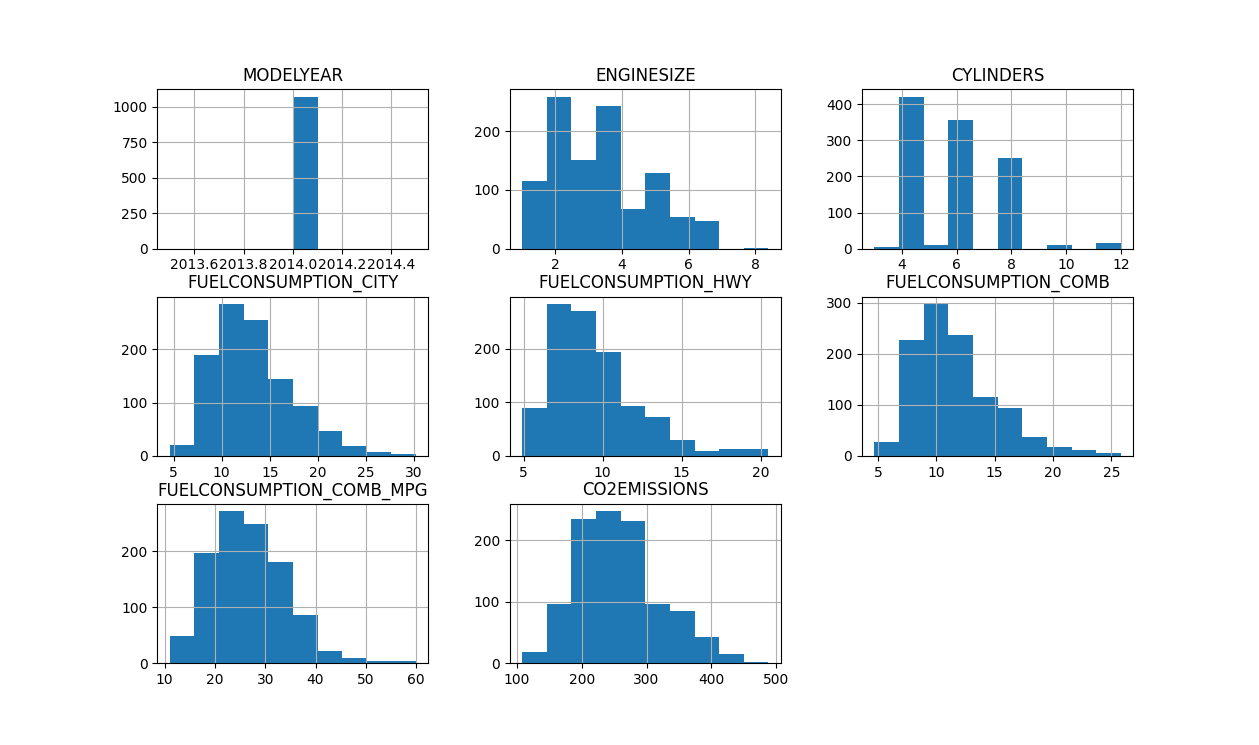 MODELYEAR ENGINESIZE CYLINDERS
1000 750 500 250 0
200 100 0
400 300 200 100 0
2013.6 2013.8 2014.0 2014.2 2014.4
2 4 6 8
4 6 8 10 12
FUELCONSUMPTION_CITY FUELCONSUMPTION_HWY FUELCONSUMPTION_COMB
200 100 0
200 100 0
300 200 100 0
5 10 15 20 25 30
5 10 15 20
5 10 15 20 25
FUELCONSUMPTION_COMB_MPG CO2EMISSIONS
200 100 0
200 100 0
10 20 30 40 50 60
100 200 300 400 500